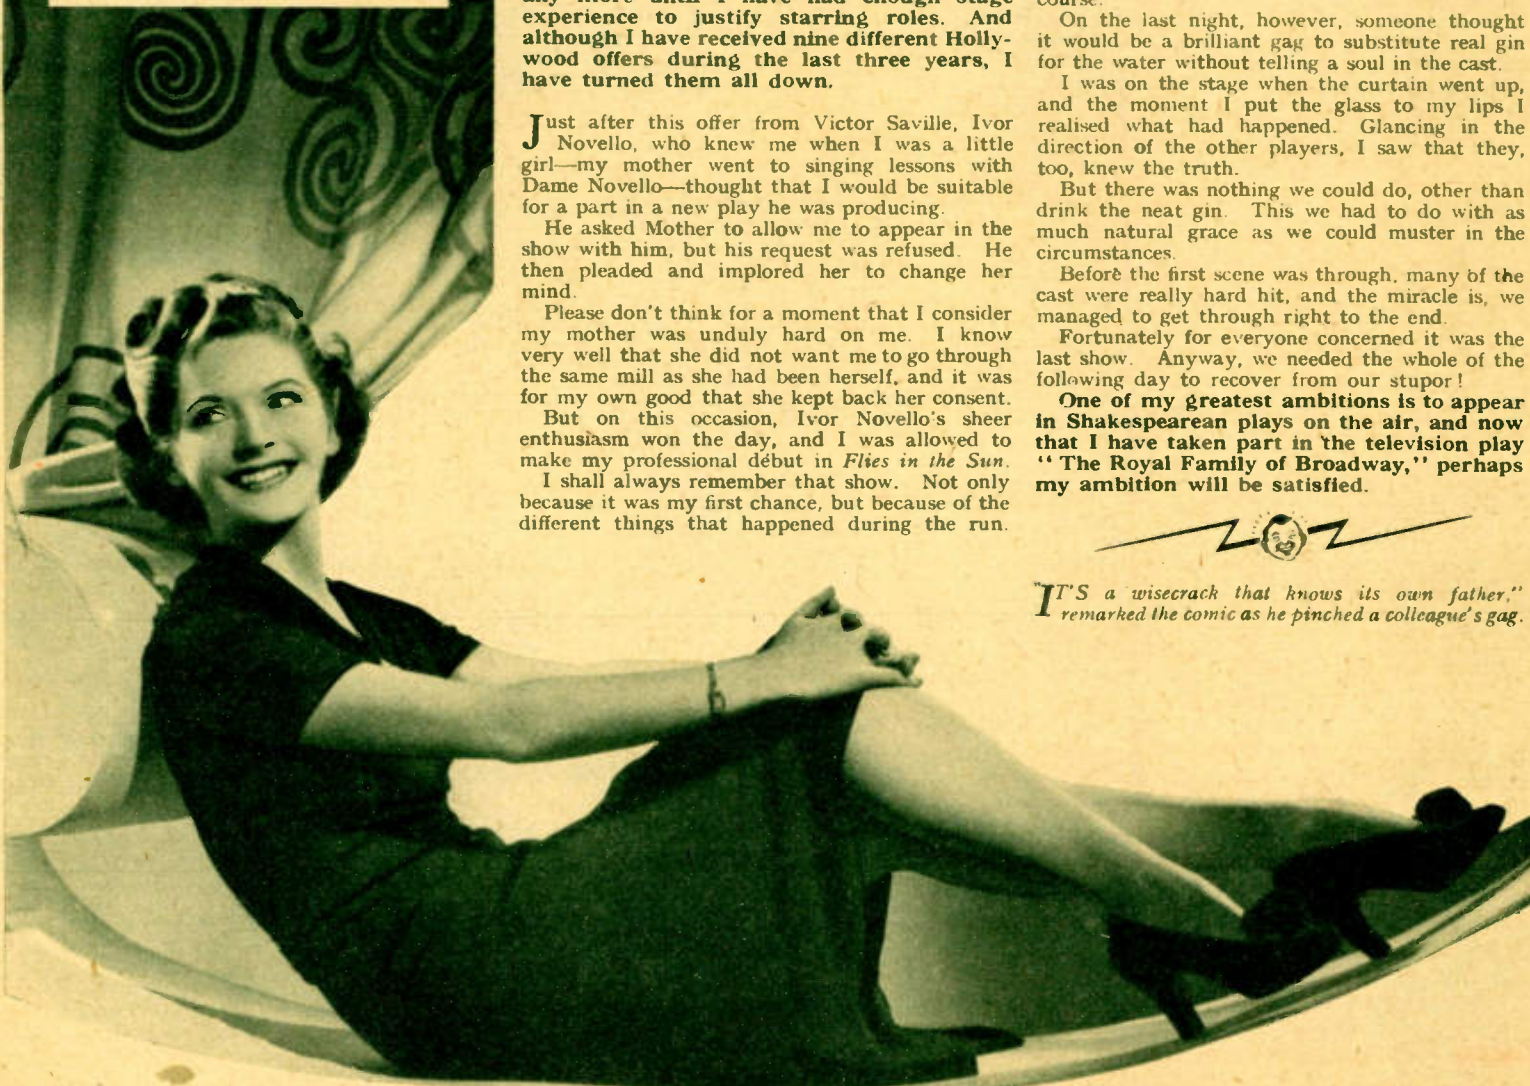 any more until I have had enough stage
experience to justify starring roles. And
although I have received nine different Holly-
wood offers during the last three years, I
have turned them all down.
Just after this offer from Victor Saville, Ivor
Novello, who knew me when I was a little
girl—my mother went to singing lessons with
Dame Novello—thought that I would be suitable
for a part in a new play he was producing.
He asked Mother to allow me to appear in the
show with him, but his request was refused. He
then pleaded and implored her to change her
mind.
Please don't think for a moment that I consider
my mother was unduly hard on me. I know
very well that she did not want me to go through
the same mill as she had been herself, and it was
for my own good that she kept back her consent.
But on this occasion, Ivor Novello's sheer
enthusiasm won the day, and I was allowed to
make my professional début in Flies in the Sun.
I shall always remember that show. Not only
because it was my first chance, but because of the
different things that happened during the run.
course.
On the last night, however, someone thought
it would be a brilliant gag to substitute real gin
for the water without telling a soul in the cast.
I was on the stage when the curtain went up,
and the moment I put the glass to my lips I
realised what had happened. Glancing in the
direction of the other players, I saw that they,
too, knew the truth.
But there was nothing we could do, other than
drink the neat gin. This we had to do with as
much natural grace as we could muster in the
circumstances.
Before the first scene was through, many of the
cast were really hard hit, and the miracle is, we
managed to get through right to the end.
Fortunately for everyone concerned it was the
last show. Anyway, we needed the whole of the
following day to recover from our stupor!
One of my greatest ambitions is to appear
in Shakespearean plays on the air, and now
that I have taken part in the television play
“The Royal Family of Broadway,” perhaps
my ambition will be satisfied.
"IT'S a wisecrack that knows its own father,"
remarked the comic as he pinched a colleague's gag.